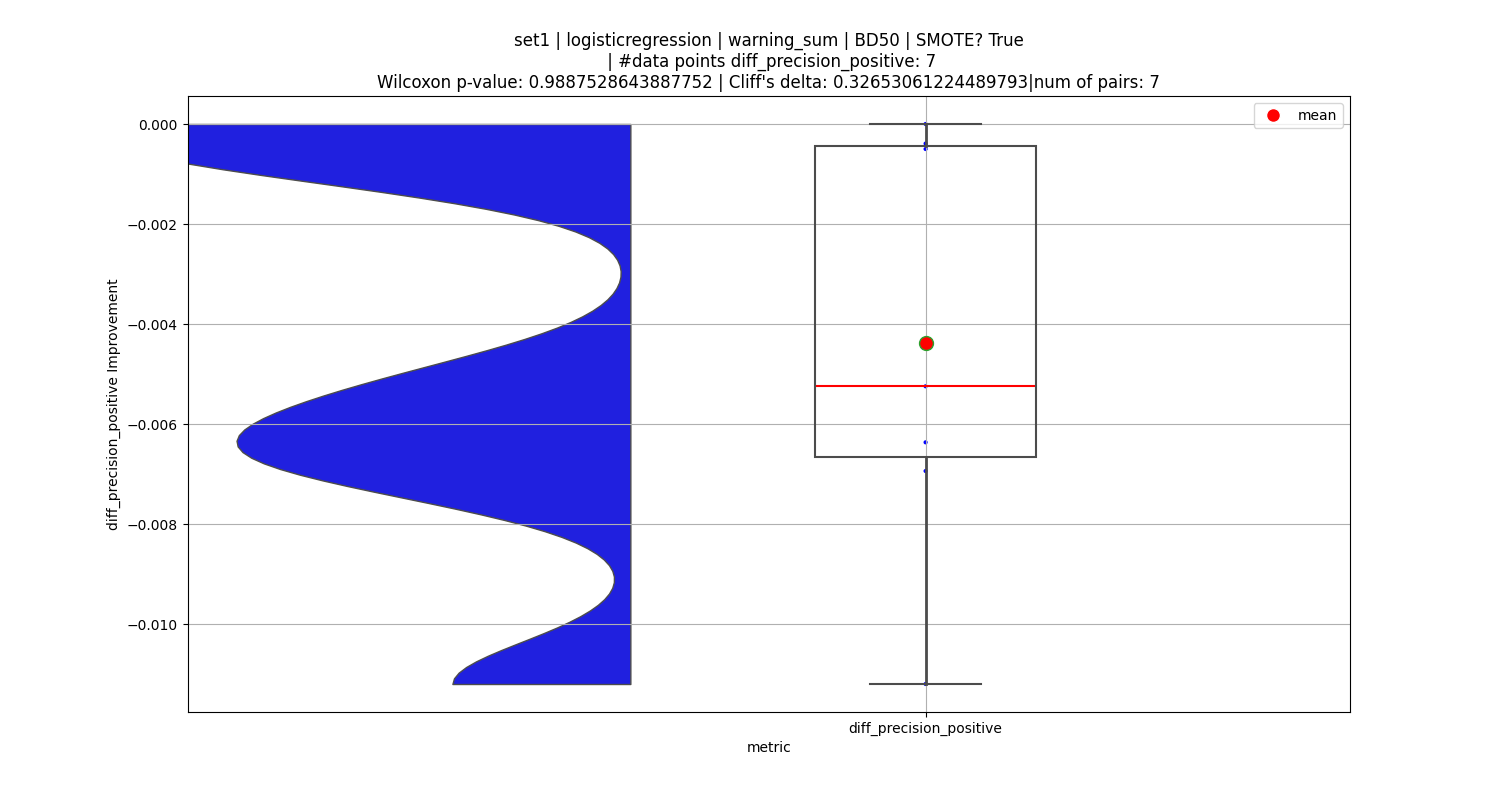 set1 | logisticregression | warning_sum | BD50 | SMOTE? True
| #data points diff_precision_positive: 7
Wilcoxon p-value: 0.9887528643887752 | Cliff's delta: 0.32653061224489793|num of pairs: 7
mean
0.000
−0.002
−0.004
−0.006
−0.008
−0.010
diff_precision_positive Improvement
diff_precision_positive
metric